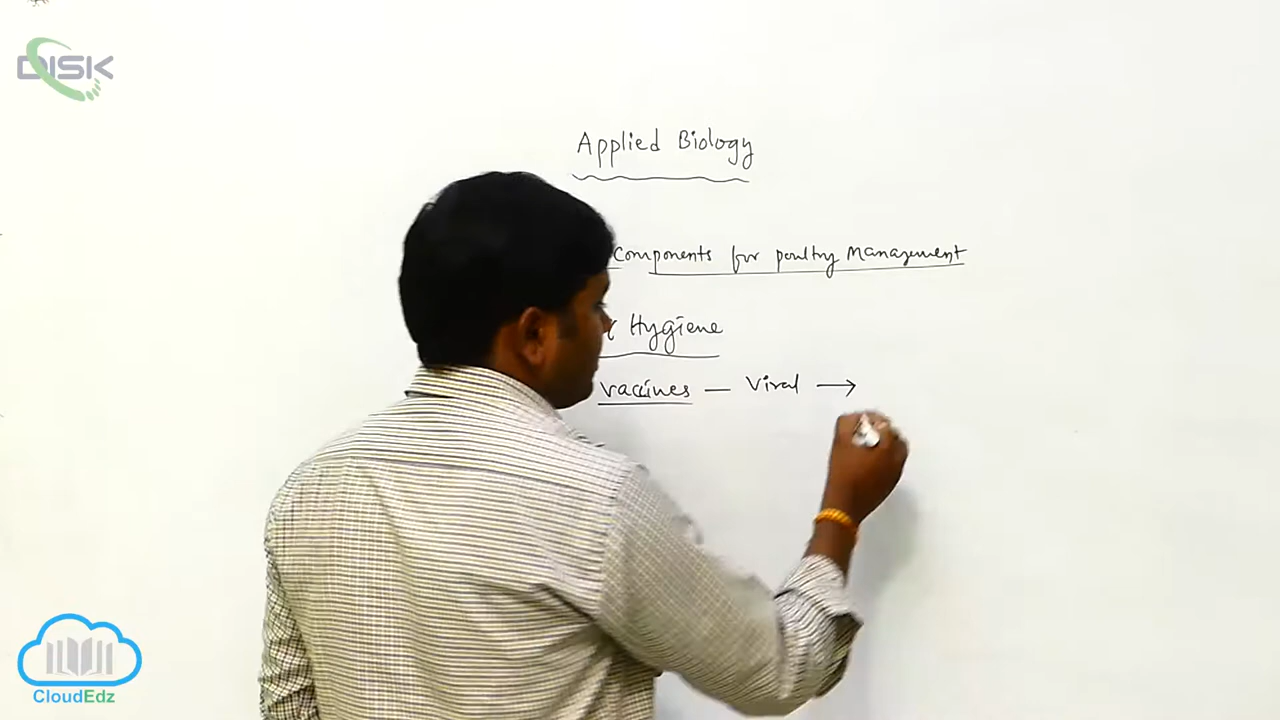 DISK
Applied Biology
Components for poultry Management
Hygiene
Vaccines — Viral →
CloudEdz